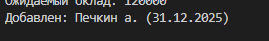 Ожидаемый оклад: 120000
Добавлен: Печкин а. (31.12.2025)